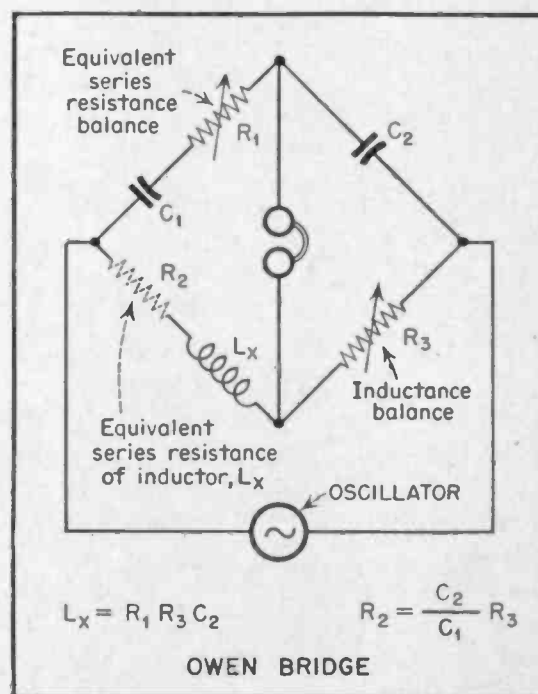 Equivalent
series
resistance
balance
R1
C2
C1
R2
LX
R3
Inductance
balance
Equivalent
series resistance
of inductor, LX
OSCILLATOR
LX = R1 R3 C2
R2 = C2/C1 R3
OWEN BRIDGE